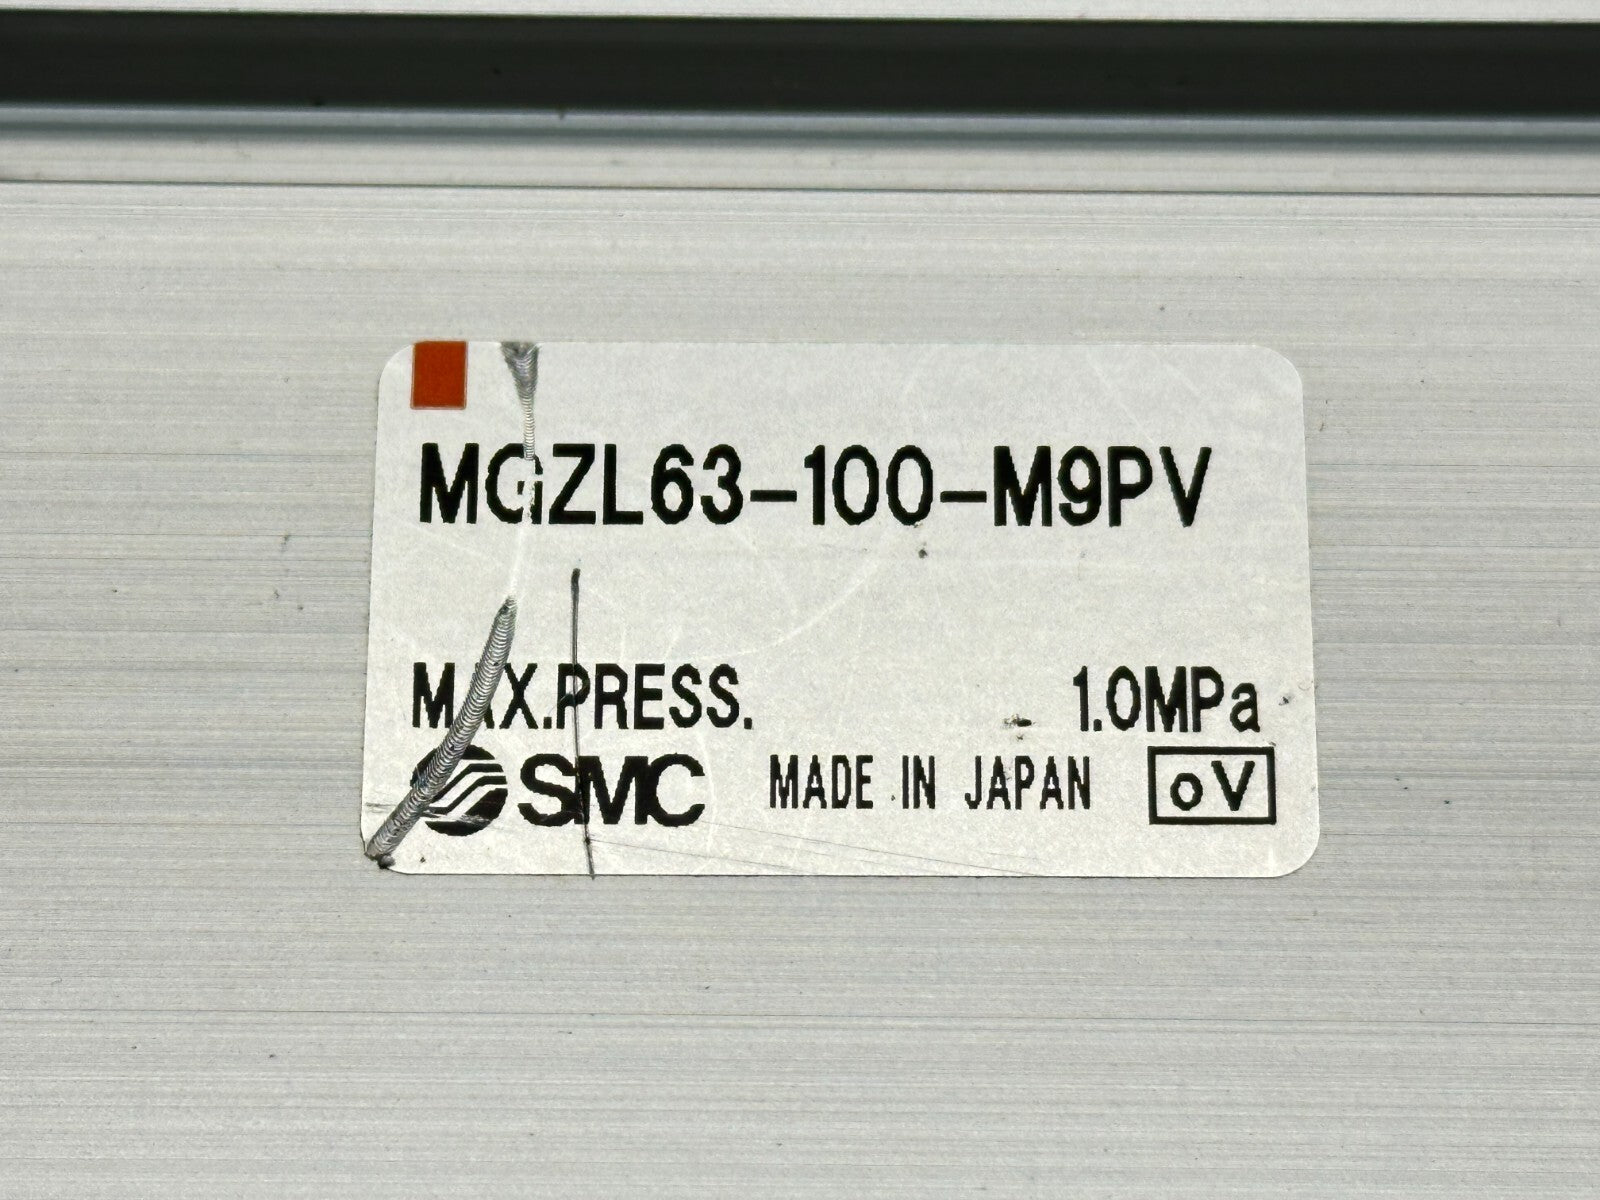 MGZL63-100-M9PV
MAX.PRESS. 1.0MPa
SMC MADE IN JAPAN oV